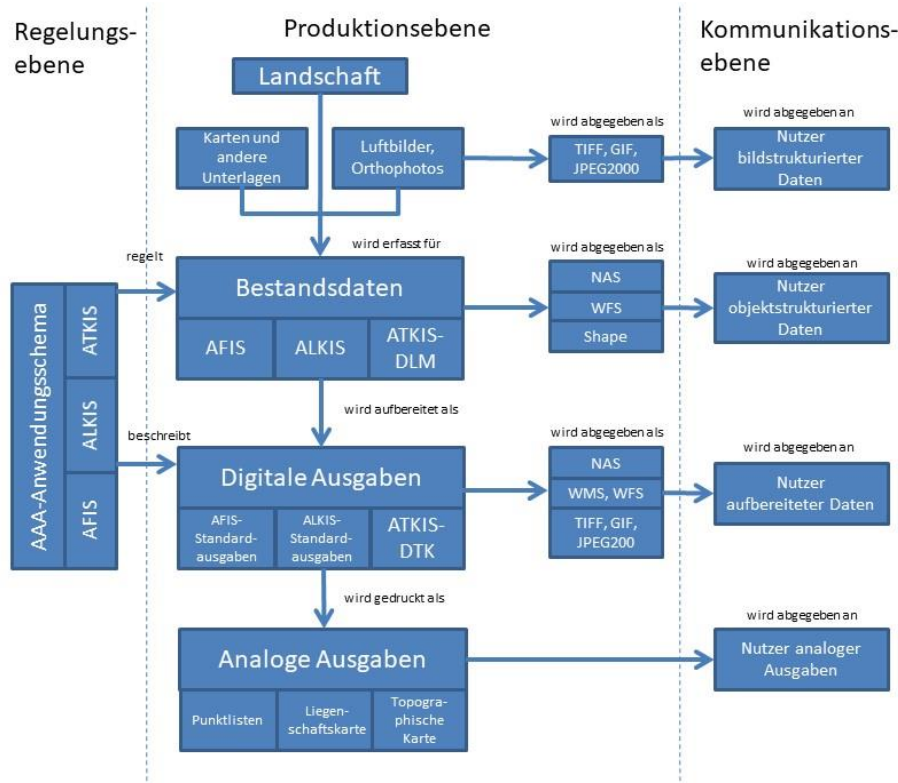 Regelungs-
ebene
Produktionsebene
Kommunikations-
ebene
Landschaft
Karten und
andere
Unterlagen
Luftbilder,
Orthophotos
wird abgegeben als
TIFF, GIF,
JPEG2000
wird abgegeben an
Nutzer
bildstrukturierter
Daten
regelt
wird erfasst für
Bestandsdaten
AFIS
ALKIS
ATKIS-
DLM
wird abgegeben als
NAS
WFS
Shape
wird abgegeben an
Nutzer
objektstrukturierter
Daten
AAA-Anwendungsschema
ATKIS
ALKIS
AFIS
wird aufbereitet als
beschreibt
Digitale Ausgaben
AFIS-
Standard-
ausgaben
ALKIS-
Standard-
ausgaben
ATKIS-
DTK
wird abgegeben als
NAS
WMS, WFS
TIFF, GIF,
JPEG200
wird abgegeben an
Nutzer
aufbereiteter Daten
wird gedruckt als
Analoge Ausgaben
Punktlisten
Liegen-
schaftskarte
Topogra-
phische
Karte
wird abgegeben an
Nutzer analoger
Ausgaben